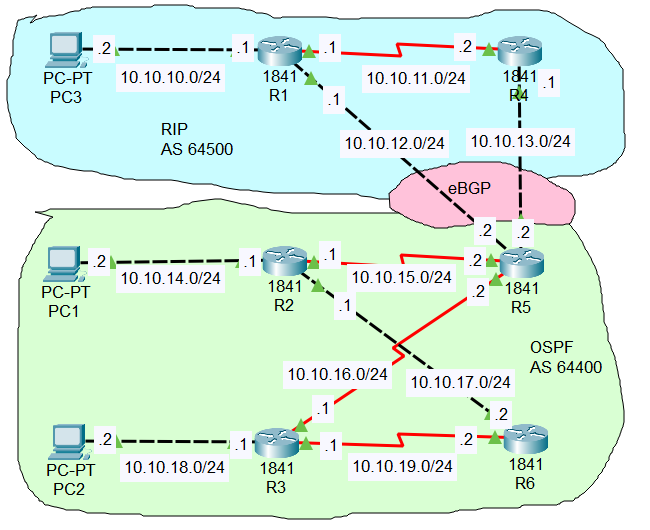 .2
.1
.1
.2
PC-PT
PC3
10.10.10.0/24
1841
R1
10.10.11.0/24
1841
R4
.1
.1
RIP
AS 64500
10.10.12.0/24
10.10.13.0/24
eBGP
.2
.2
.2
.1
.1
.2
PC-PT
PC1
10.10.14.0/24
1841
R2
10.10.15.0/24
.2
1841
R5
.1
OSPF
AS 64400
10.10.16.0/24
10.10.17.0/24
.1
.2
.2
.1
.1
.2
PC-PT
PC2
10.10.18.0/24
1841
R3
10.10.19.0/24
1841
R6